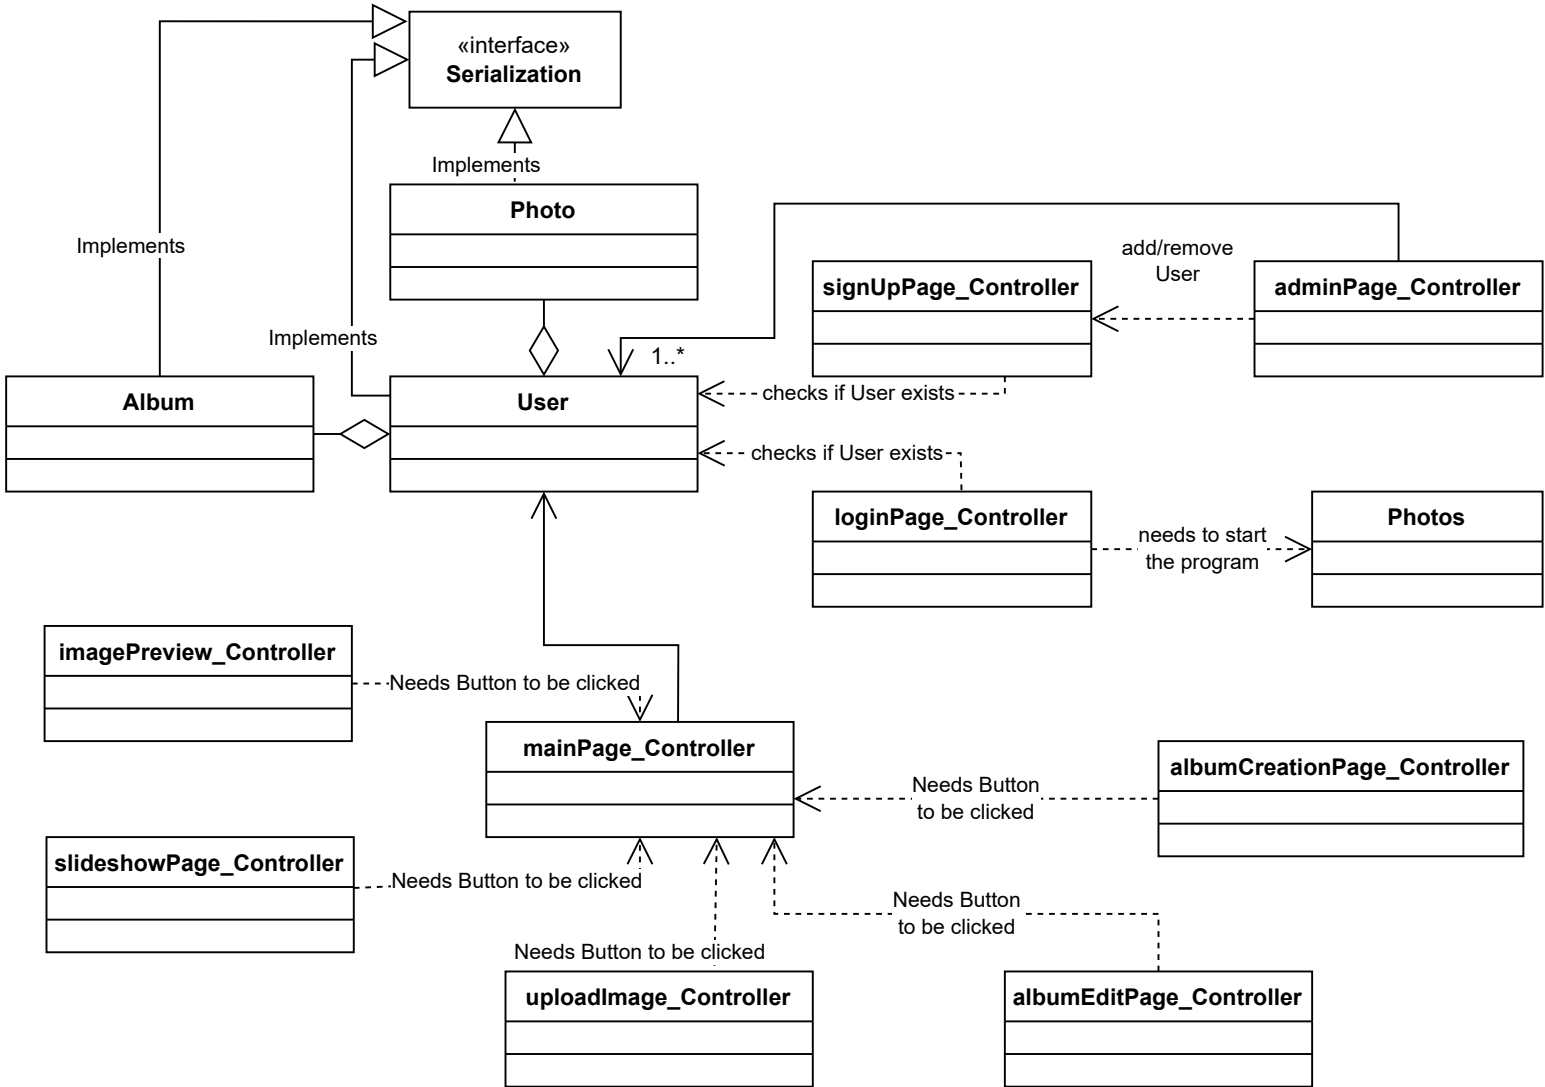 «interface»
Serialization
Implements
Photo
Implements
add/remove
User
signUpPage_Controller
adminPage_Controller
Implements
1..*
checks if User exists
Album
User
checks if User exists
loginPage_Controller
Photos
needs to start
the program
imagePreview_Controller
Needs Button to be clicked
mainPage_Controller
albumCreationPage_Controller
Needs Button
to be clicked
slideshowPage_Controller
Needs Button to be clicked
Needs Button
to be clicked
Needs Button to be clicked
uploadImage_Controller
albumEditPage_Controller